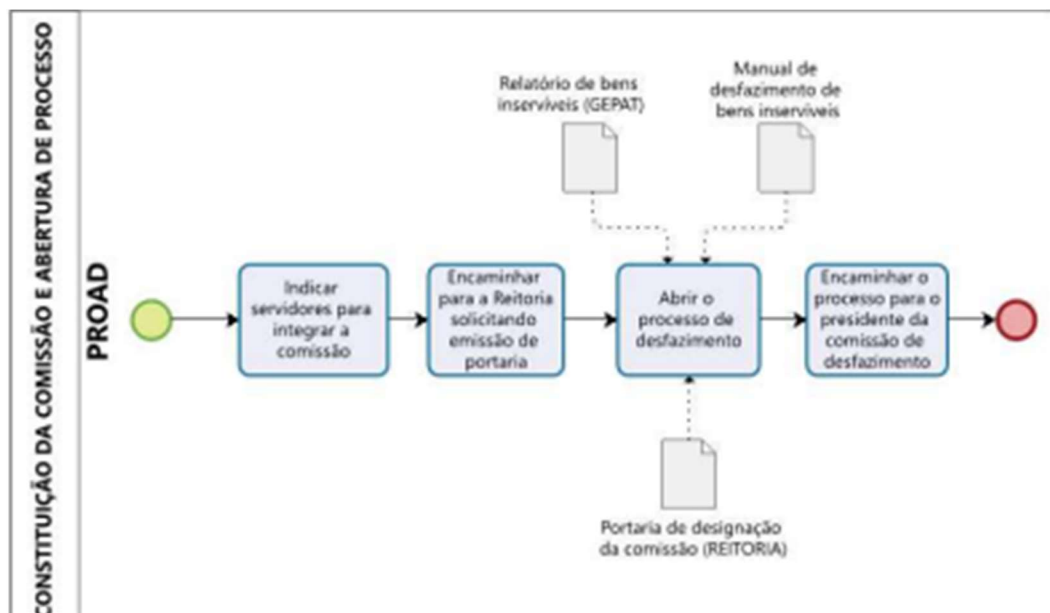 CONSTITUIÇÃO DA COMISSÃO E ABERTURA DE PROCESSO
PROAD
Relatório de bens
inservíveis (GEPAT)
Manual de
desfazimento de
bens inservíveis
Indicar
servidores para
integrar a
comissão
Encaminhar
para a Reitoria
solicitando
emissão de
portaria
Abrir o
processo de
desfazimento
Encaminhar o
processo para o
presidente da
comissão de
desfazimento
Portaria de designação
da comissão (REITORIA)